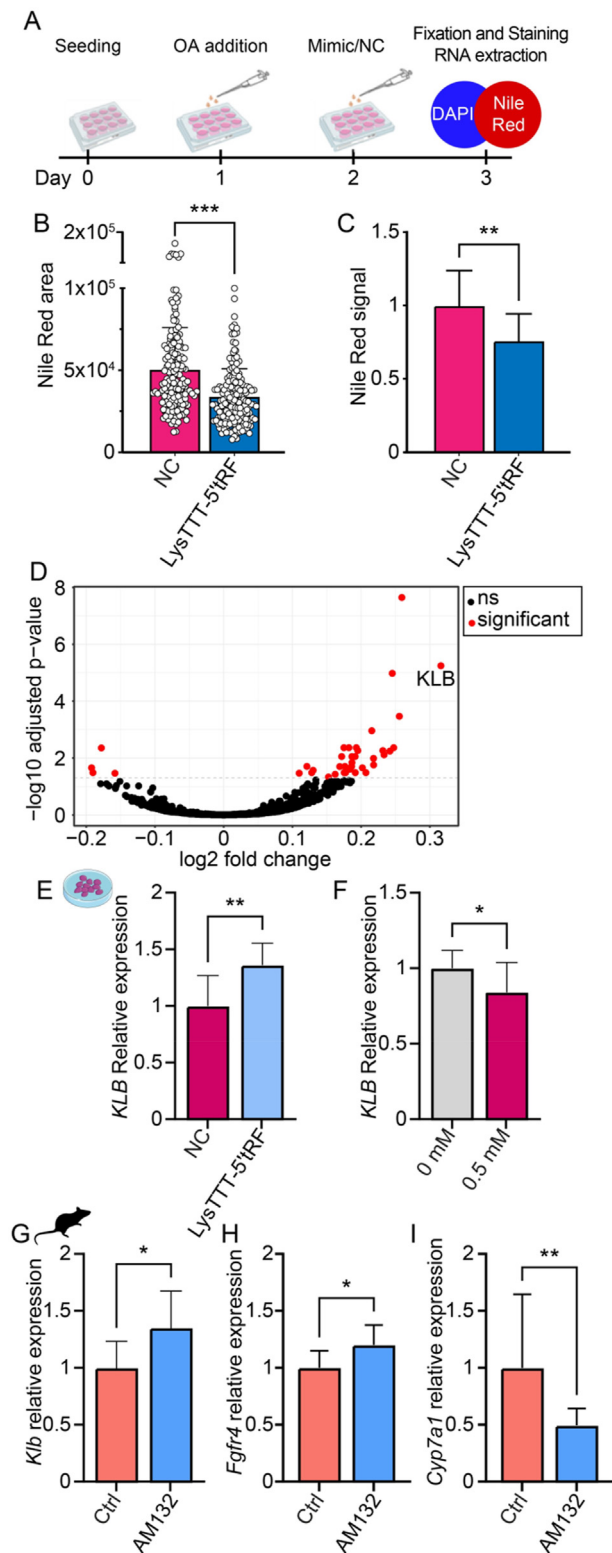 A
Seeding
OA addition
Mimic/NC
Fixation and Staining
RNA extraction
DAPI
Nile
Red
Day 0 1 2 3
B
***
Nile Red area
2x10⁵
1x10⁵
5x10⁴
0
NC
LysTTT-5'tRF
C
**
Nile Red signal
1.5
1
0.5
0
NC
LysTTT-5'tRF
D
−log10 adjusted p-value
8
6
4
2
0
KLB
ns
significant
−0.2 −0.1 0 0.1 0.2 0.3
log2 fold change
E
**
KLB Relative expression
2
1.5
1
0.5
0
NC
LysTTT-5'tRF
F
*
KLB Relative expression
1.5
1
0.5
0
0 mM
0.5 mM
G
*
Klb relative expression
2
1.5
1
0.5
0
Ctrl
AM132
H
*
Fgfr4 relative expression
2
1.5
1
0.5
0
Ctrl
AM132
I
**
Cyp7a1 relative expression
2
1.5
1
0.5
0
Ctrl
AM132